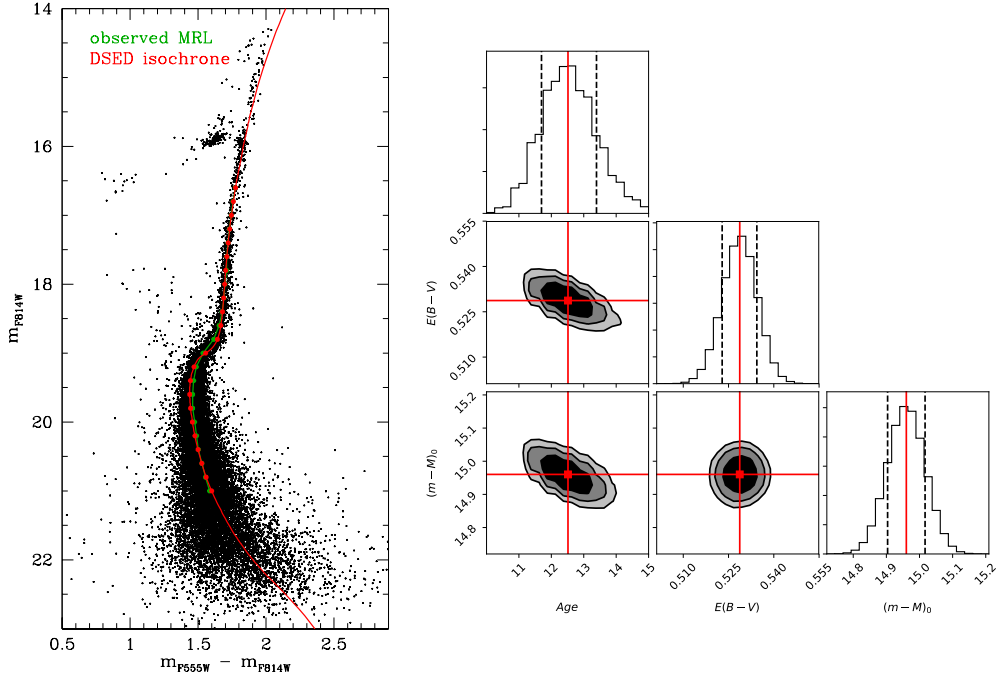 observed MRL
DSED isochrone
14
16
18
20
22
m_F814W
0.5 1 1.5 2 2.5
m_F555W − m_F814W
0.555
0.540
0.525
0.510
E(B − V)
15.2
15.1
15.0
14.9
14.8
(m − M)₀
11 12 13 14 15
Age
0.510 0.525 0.540 0.555
E(B − V)
14.8 14.9 15.0 15.1 15.2
(m − M)₀